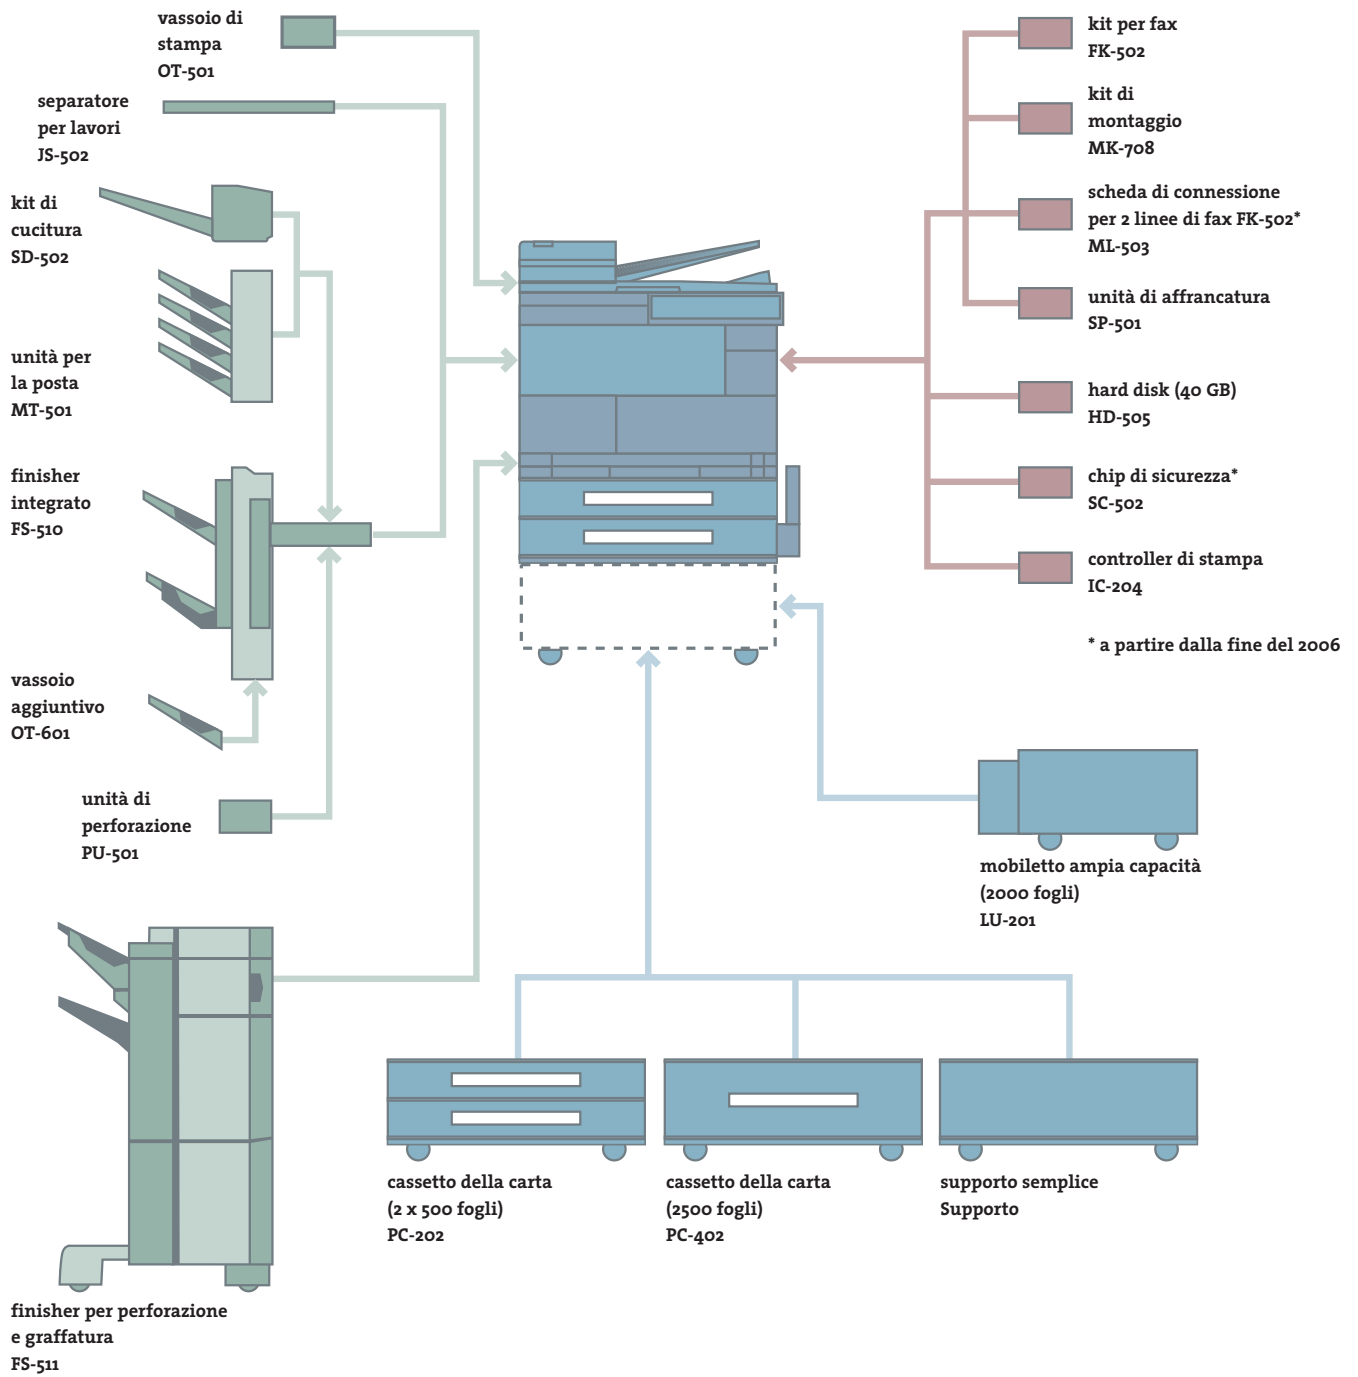 vassoio di
stampa
OT-501
separatore
per lavori
JS-502
kit di
cucitura
SD-502
unità per
la posta
MT-501
finisher
integrato
FS-510
vassoio
aggiuntivo
OT-601
unità di
perforazione
PU-501
finisher per perforazione
e graffatura
FS-511
kit per fax
FK-502
kit di
montaggio
MK-708
scheda di connessione
per 2 linee di fax FK-502*
ML-503
unità di affrancatura
SP-501
hard disk (40 GB)
HD-505
chip di sicurezza*
SC-502
controller di stampa
IC-204
* a partire dalla fine del 2006
mobiletto ampia capacità
(2000 fogli)
LU-201
cassetto della carta
(2 x 500 fogli)
PC-202
cassetto della carta
(2500 fogli)
PC-402
supporto semplice
Supporto